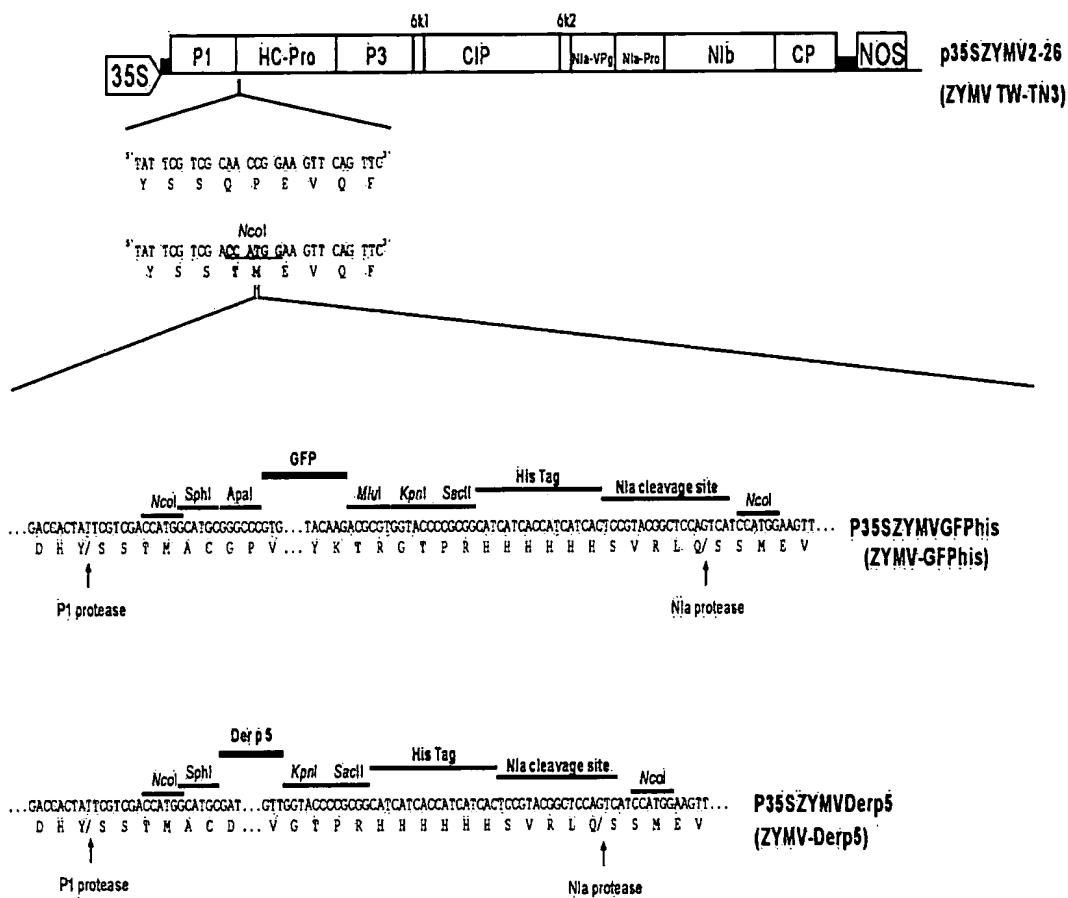 6k1 6k2
35S P1 HC-Pro P3 CIP NIa-VPg NIa-Pro NIb CP NOS p35SZYMV2-26
(ZYMV TW-TN3)
5'TAT TCG TCG CAA CCG GAA GTT CAG TTC3'
Y S S Q P E V Q F
NcoI
5'TAT TCG TCG ACC ATG GAA GTT CAG TTC3'
Y S S T M E V Q F
GFP
NcoI SphI ApaI MluI KpnI SacII His Tag NIa cleavage site NcoI
...GACCACTATTCGTCGACCATGGCATGCGGGCCCGTG... TACAAGACGCGTGGTACCCCGCGGCATCATCACCATCATCACTCCGTACGGCTCCAGTCATCCATGGAAGTT...
D H Y/ S S T M A C G P V... Y K T R G T P R H H H H H H S V R L Q/ S S M E V
P35SZYMVGFPhis
(ZYMV-GFPhis)
P1 protease NIa protease
Der p 5
NcoI SphI KpnI SacII His Tag NIa cleavage site NcoI
...GACCACTATTCGTCGACCATGGCATGCGAT...GTTGGTACCCCGCGGCATCATCACCATCATCACTCCGTACGGCTCCAGTCATCCATGGAAGTT...
D H Y/ S S T M A C D... V G T P R H H H H H H S V R L Q/ S S M E V
P35SZYMVDerp5
(ZYMV-Derp5)
P1 protease NIa protease